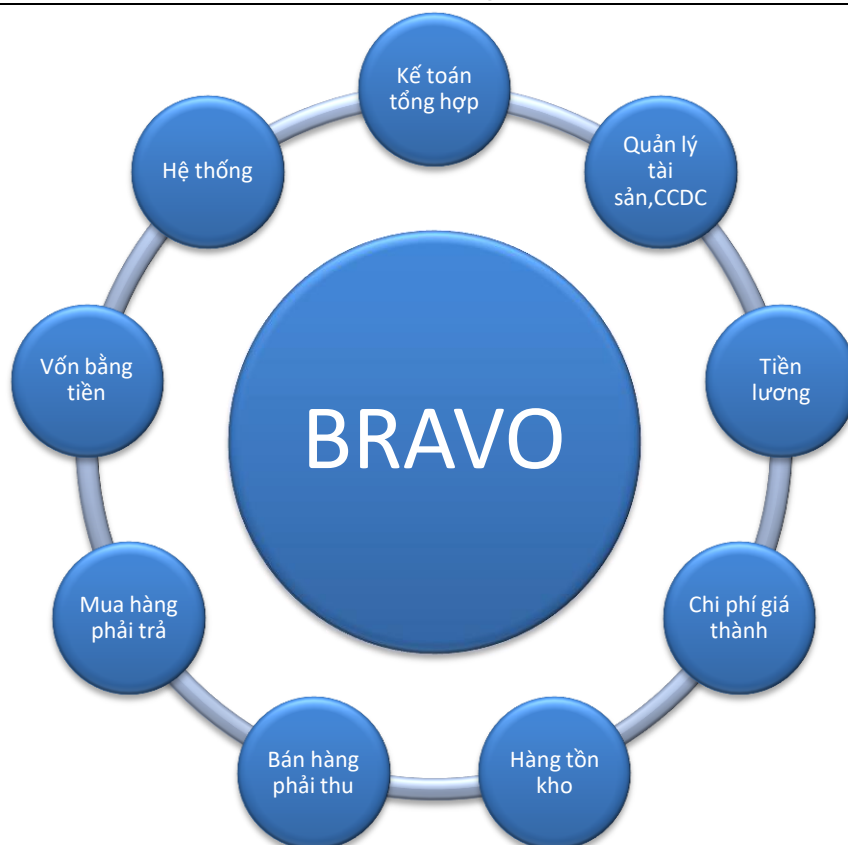 Kế toán
tổng hợp
Quản lý
tài
sản,CCDC
Tiền
lương
Chi phí giá
thành
Hàng tồn
kho
Bán hàng
phải thu
Mua hàng
phải trả
Vốn bằng
tiền
Hệ thống
BRAVO